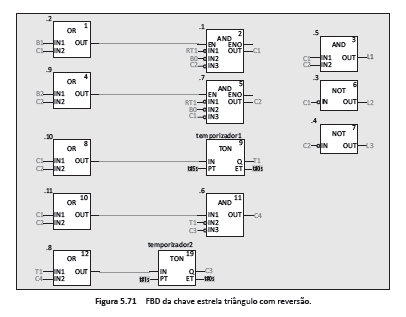 .2
OR 1
B1 IN1 OUT
C1 IN2
.1
AND 2
EN ENO
RT1 IN1 OUT C1
B0 IN2
C2 IN3
.5
AND 3
C1 IN1 OUT L1
C2 IN2
.9
OR 4
B2 IN1 OUT
C2 IN2
.7
AND 5
EN ENO
RT1 IN1 OUT C2
B0 IN2
C1 IN3
.3
NOT 6
C1 IN OUT L2
.4
NOT 7
C2 IN OUT L3
.10
OR 8
C1 IN1 OUT
C2 IN2
temporizador1
TON 9
IN Q T1
PT ET
.11
OR 10
C1 IN1 OUT
C2 IN2
.6
AND 11
IN1 OUT C4
T1 IN2
C3 IN3
.8
OR 12
T1 IN1 OUT
C4 IN2
temporizador2
TON 19
IN Q C3
PT ET
Figura 5.71 FBD da chave estrela triângulo com reversão.